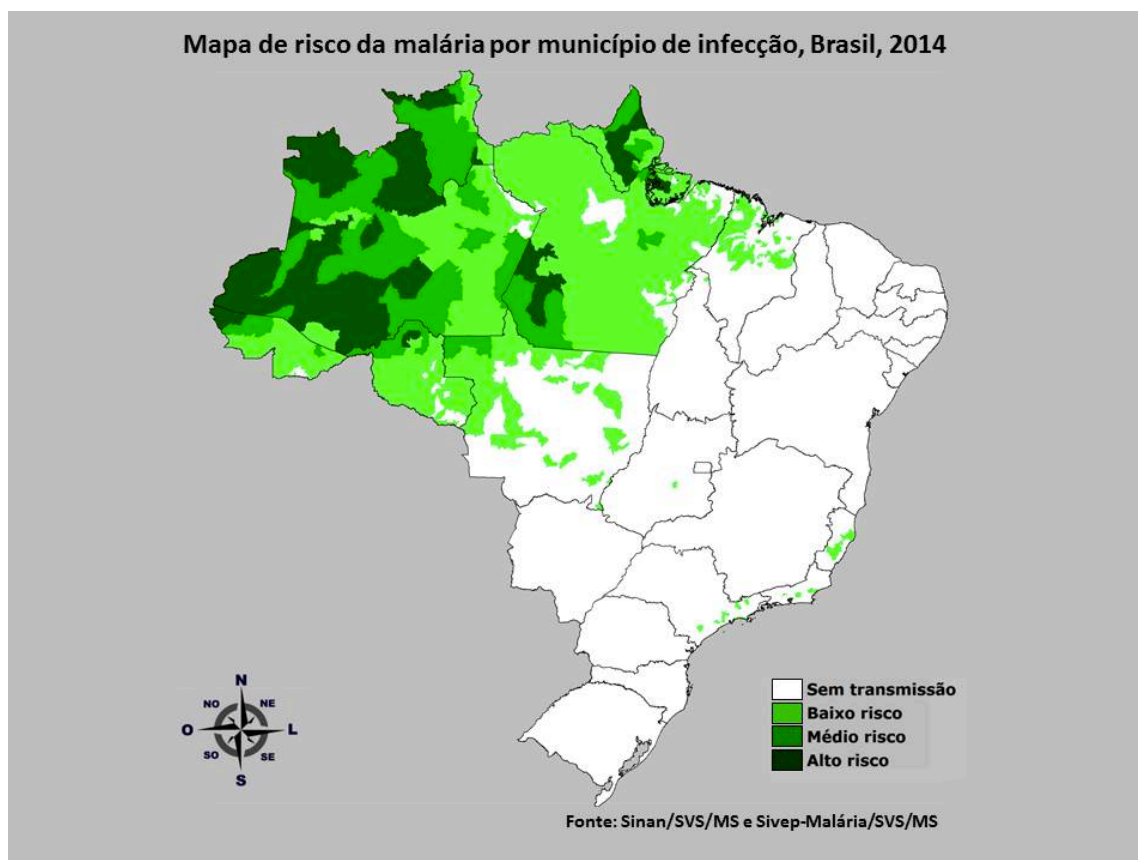 Mapa de risco da malária por município de infecção, Brasil, 2014
N
NO
NE
O
L
SO
SE
S
Sem transmissão
Baixo risco
Médio risco
Alto risco
Fonte: Sinan/SVS/MS e Sivep-Malária/SVS/MS